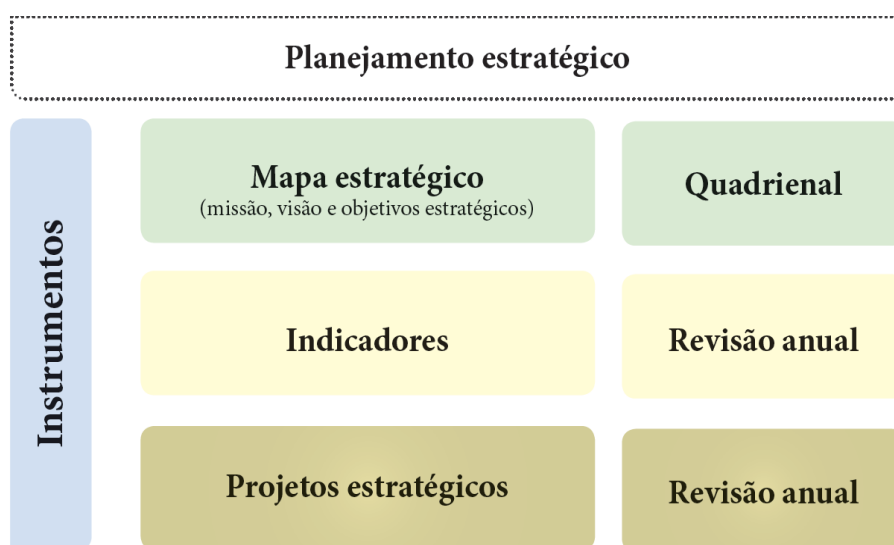 Planejamento estratégico
Instrumentos
Mapa estratégico
(missão, visão e objetivos estratégicos)
Quadrienal
Indicadores
Revisão anual
Projetos estratégicos
Revisão anual